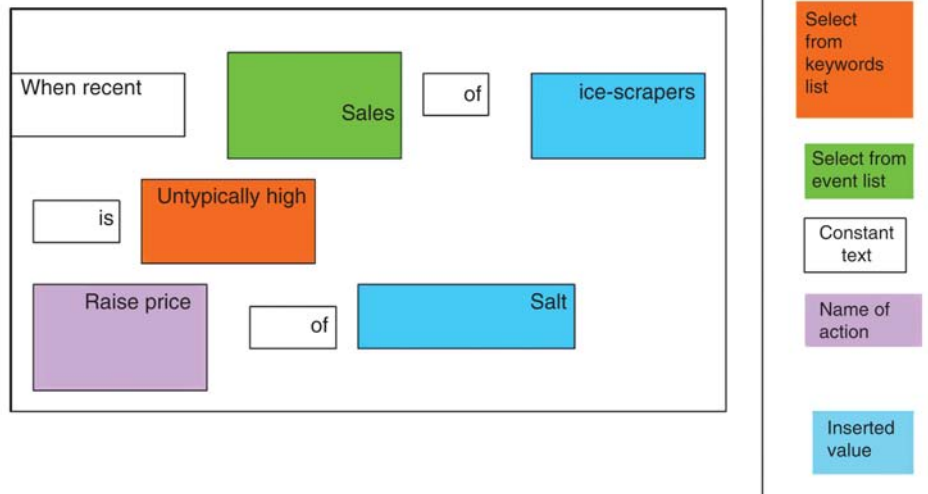 When recent
Sales
of
ice-scrapers
is
Untypically high
Raise price
of
Salt
Select
from
keywords
list
Select from
event list
Constant
text
Name of
action
Inserted
value